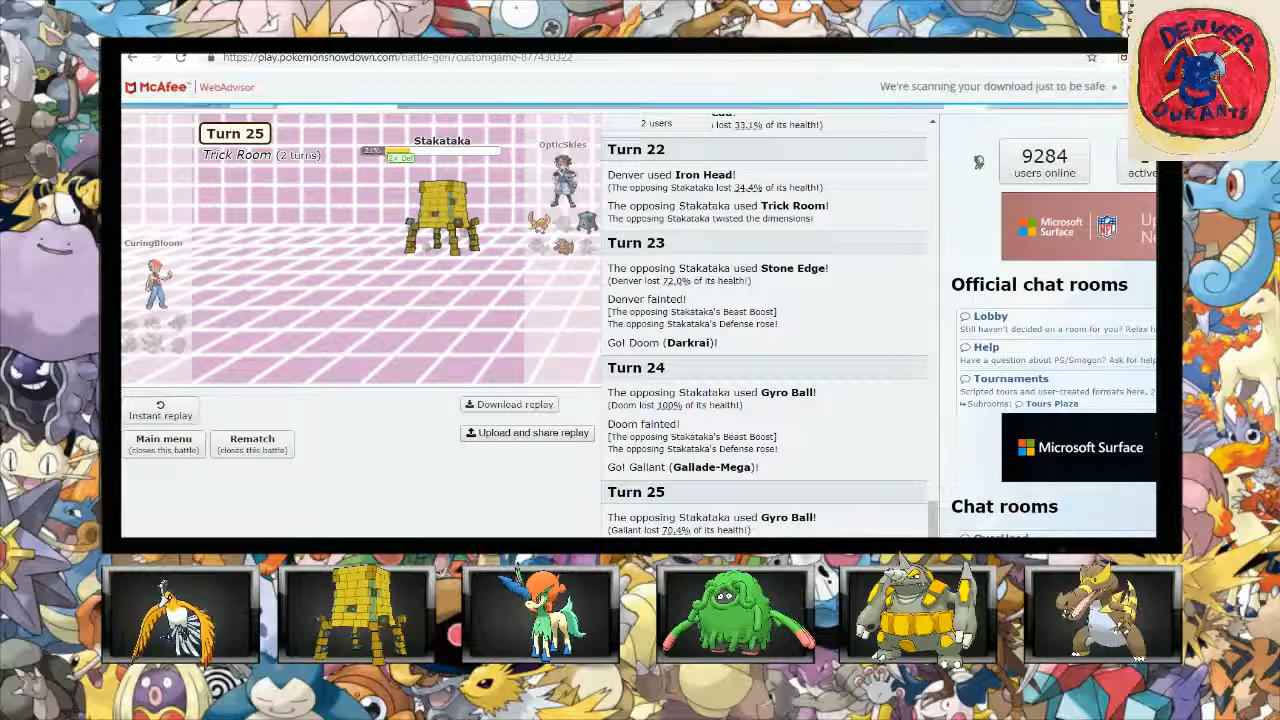 https://play.pokemonshowdown.com/battle-gen7customgame-877430322
McAfee™ | WebAdvisor
We're scanning your download just to be safe. »
DENVER
DURANTS
Turn 25
Trick Room (2 turns)
Stakataka
21%
2x Def
OpticSkies
CuringBloom
Instant replay
Download replay
Upload and share replay
Main menu
(closes this battle)
Rematch
(closes this battle)
2 users
lost 33.1% of its health!)
Turn 22
Denver used Iron Head!
(The opposing Stakataka lost 24.4% of its health!)
The opposing Stakataka used Trick Room!
The opposing Stakataka twisted the dimensions!
Turn 23
The opposing Stakataka used Stone Edge!
(Denver lost 72.9% of its health!)
Denver fainted!
[The opposing Stakataka's Beast Boost]
The opposing Stakataka's Defense rose!
Go! Doom (Darkrai)!
Turn 24
The opposing Stakataka used Gyro Ball!
(Doom lost 100% of its health!)
Doom fainted!
[The opposing Stakataka's Beast Boost]
The opposing Stakataka's Defense rose!
Go! Gallant (Gallade-Mega)!
Turn 25
The opposing Stakataka used Gyro Ball!
(Gallant lost 70.4% of its health!)
9284
users online
active
Microsoft
Surface
NFL
Official chat rooms
Lobby
Still haven't decided on a room for you? Relax
Help
Have a question about PS/Smogon? Ask for help
Tournaments
Scripted tours and user-created formats here, 2
Subrooms: Tours Plaza
Microsoft Surface
Chat rooms